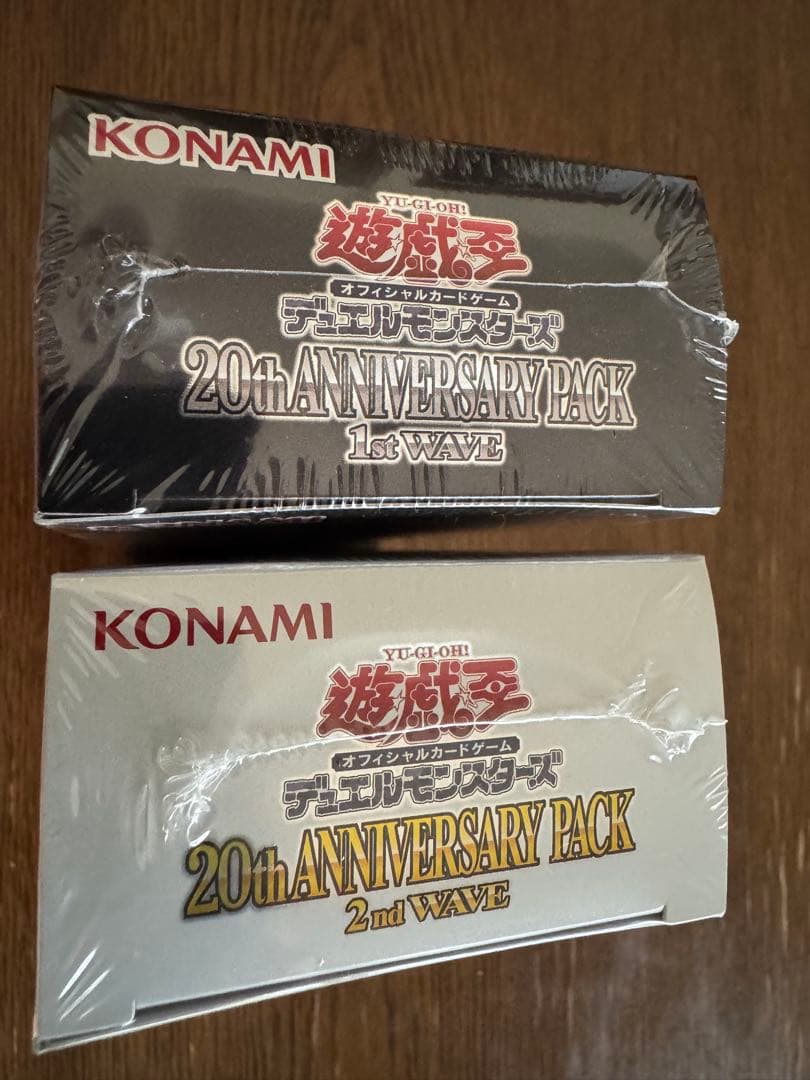 KONAMI
YU-GI-OH!
遊戯王
オフィシャルカードゲーム
デュエルモンスターズ
20th ANNIVERSARY PACK
1st WAVE
KONAMI
YU-GI-OH!
遊戯王
オフィシャルカードゲーム
デュエルモンスターズ
20th ANNIVERSARY PACK
2nd WAVE